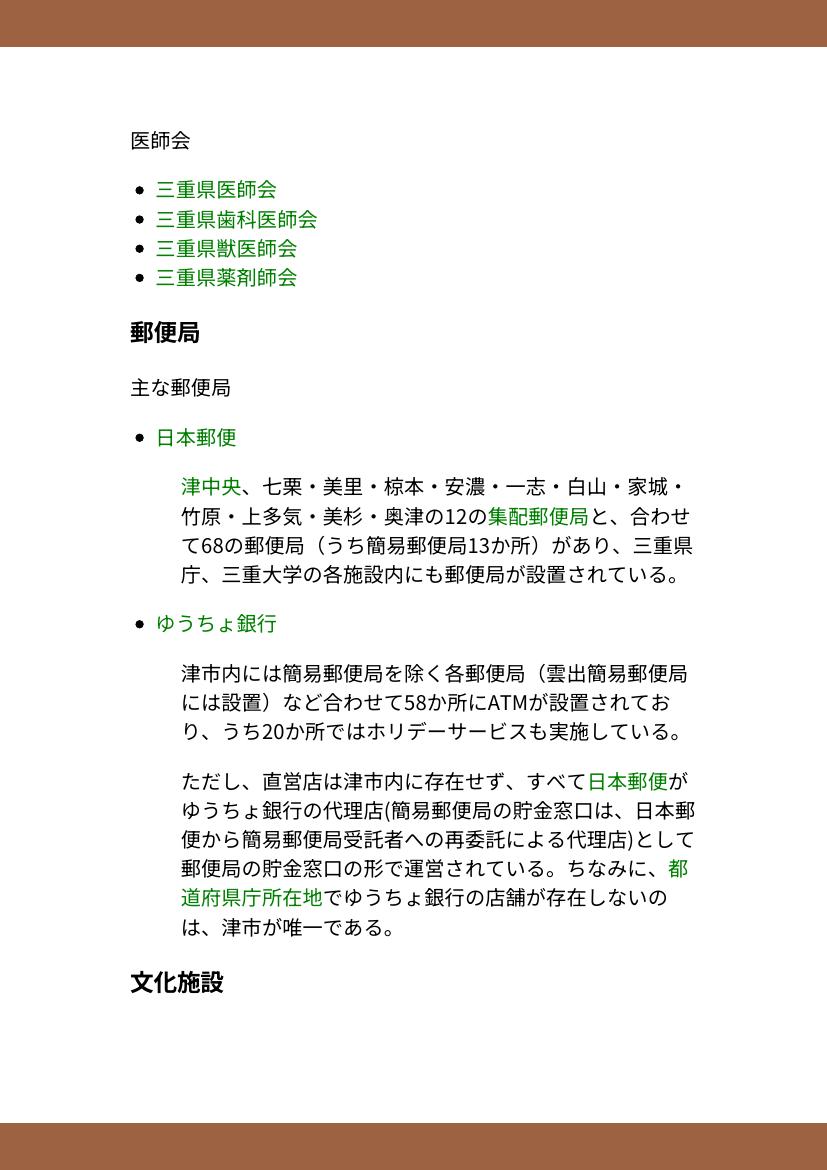 医師会
三重県医師会
三重県歯科医師会
三重県獣医師会
三重県薬剤師会
郵便局
主な郵便局
日本郵便
津中央、七栗・美里・椋本・安濃・一志・白山・家城・
竹原・上多気・美杉・奥津の12の集配郵便局と、合わせ
て68の郵便局（うち簡易郵便局13か所）があり、三重県
庁、三重大学の各施設内にも郵便局が設置されている。
ゆうちょ銀行
津市内には簡易郵便局を除く各郵便局（雲出簡易郵便局
には設置）など合わせて58か所にATMが設置されてお
り、うち20か所ではホリデーサービスも実施している。
ただし、直営店は津市内に存在せず、すべて日本郵便が
ゆうちょ銀行の代理店(簡易郵便局の貯金窓口は、日本郵
便から簡易郵便局受託者への再委託による代理店)として
郵便局の貯金窓口の形で運営されている。ちなみに、都
道府県庁所在地でゆうちょ銀行の店舗が存在しないの
は、津市が唯一である。
文化施設